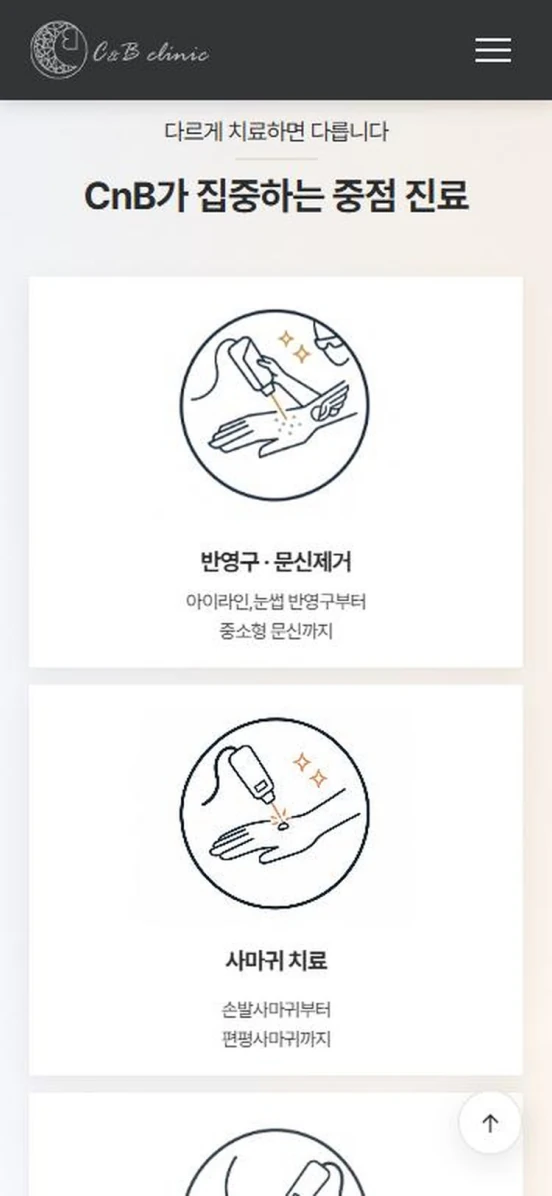 C&B clinic
다르게 치료하면 다릅니다
CnB가 집중하는 중점 진료
반영구 · 문신제거
아이라인,눈썹 반영구부터
중소형 문신까지
사마귀 치료
손발사마귀부터
편평사마귀까지